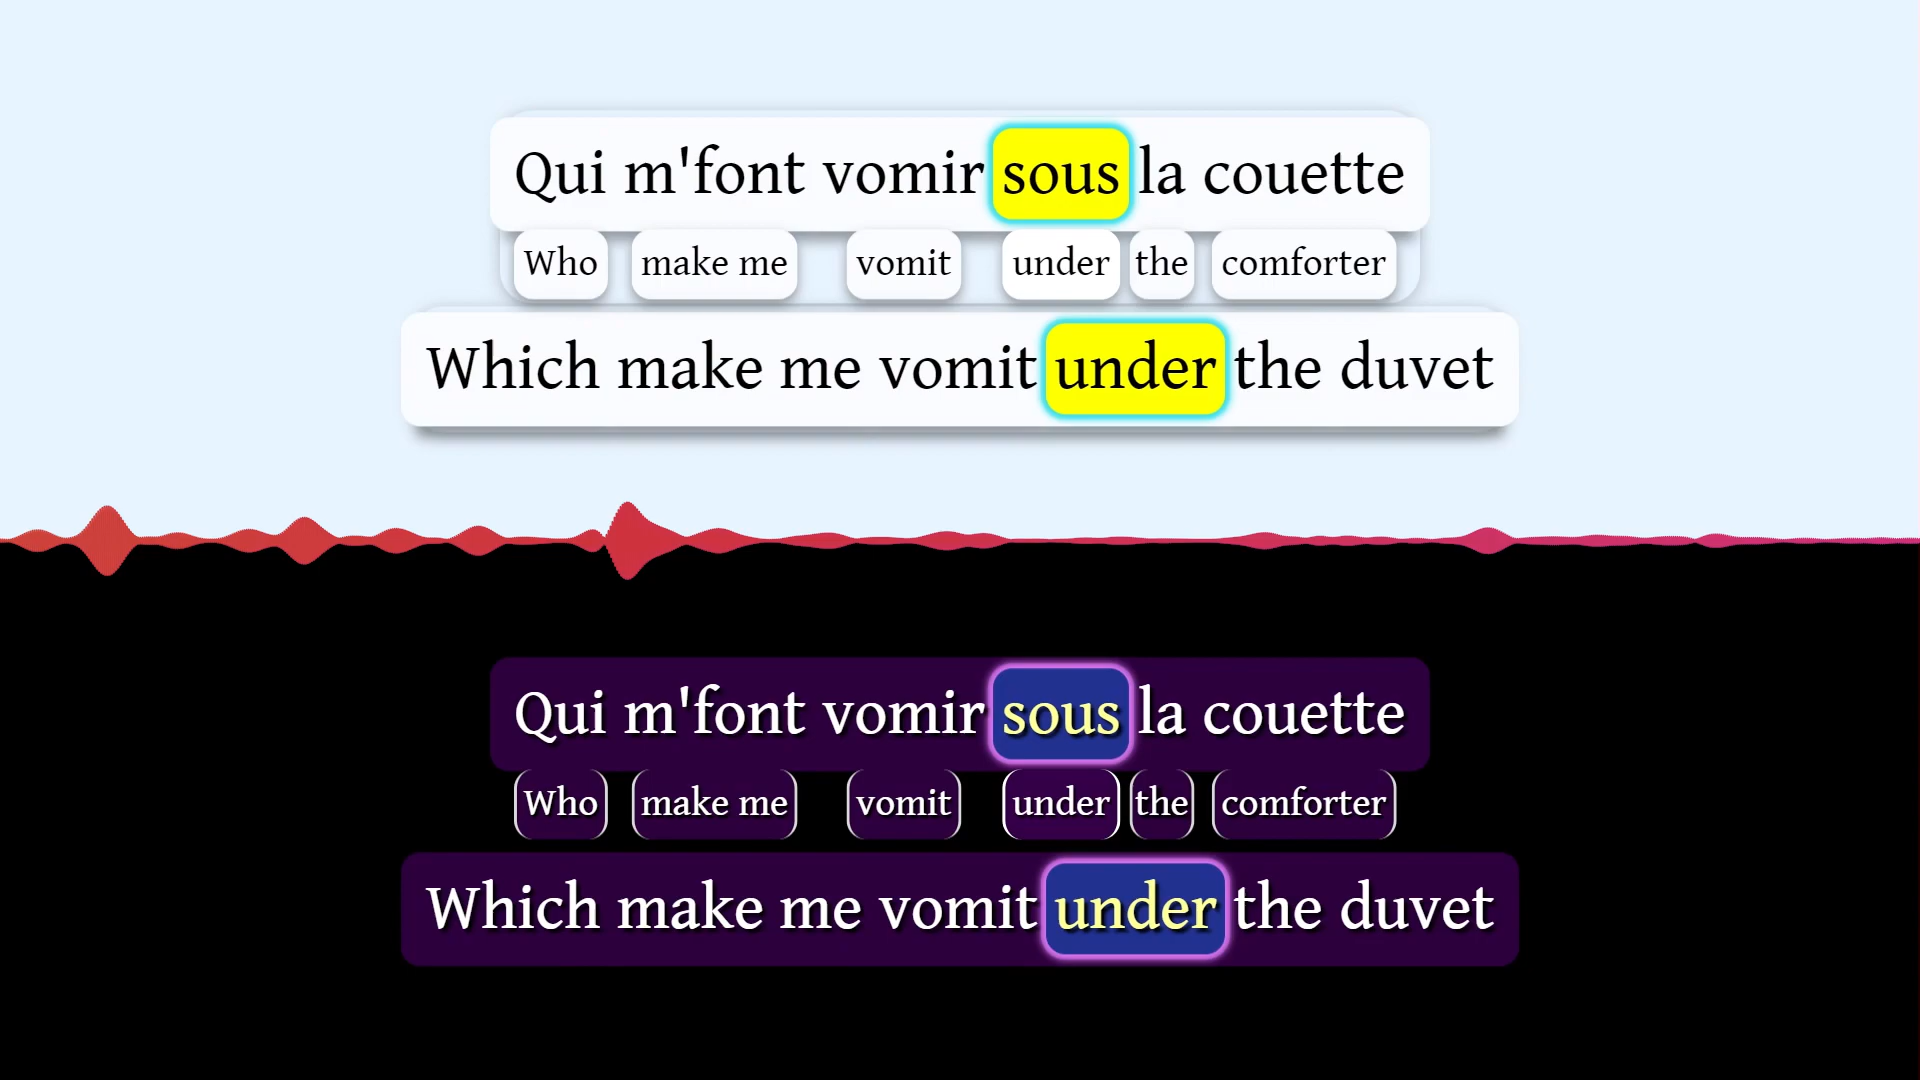 Qui m'font vomir sous la couette
Who make me vomit under the comforter
Which make me vomit under the duvet
Qui m'font vomir sous la couette
Who make me vomit under the comforter
Which make me vomit under the duvet